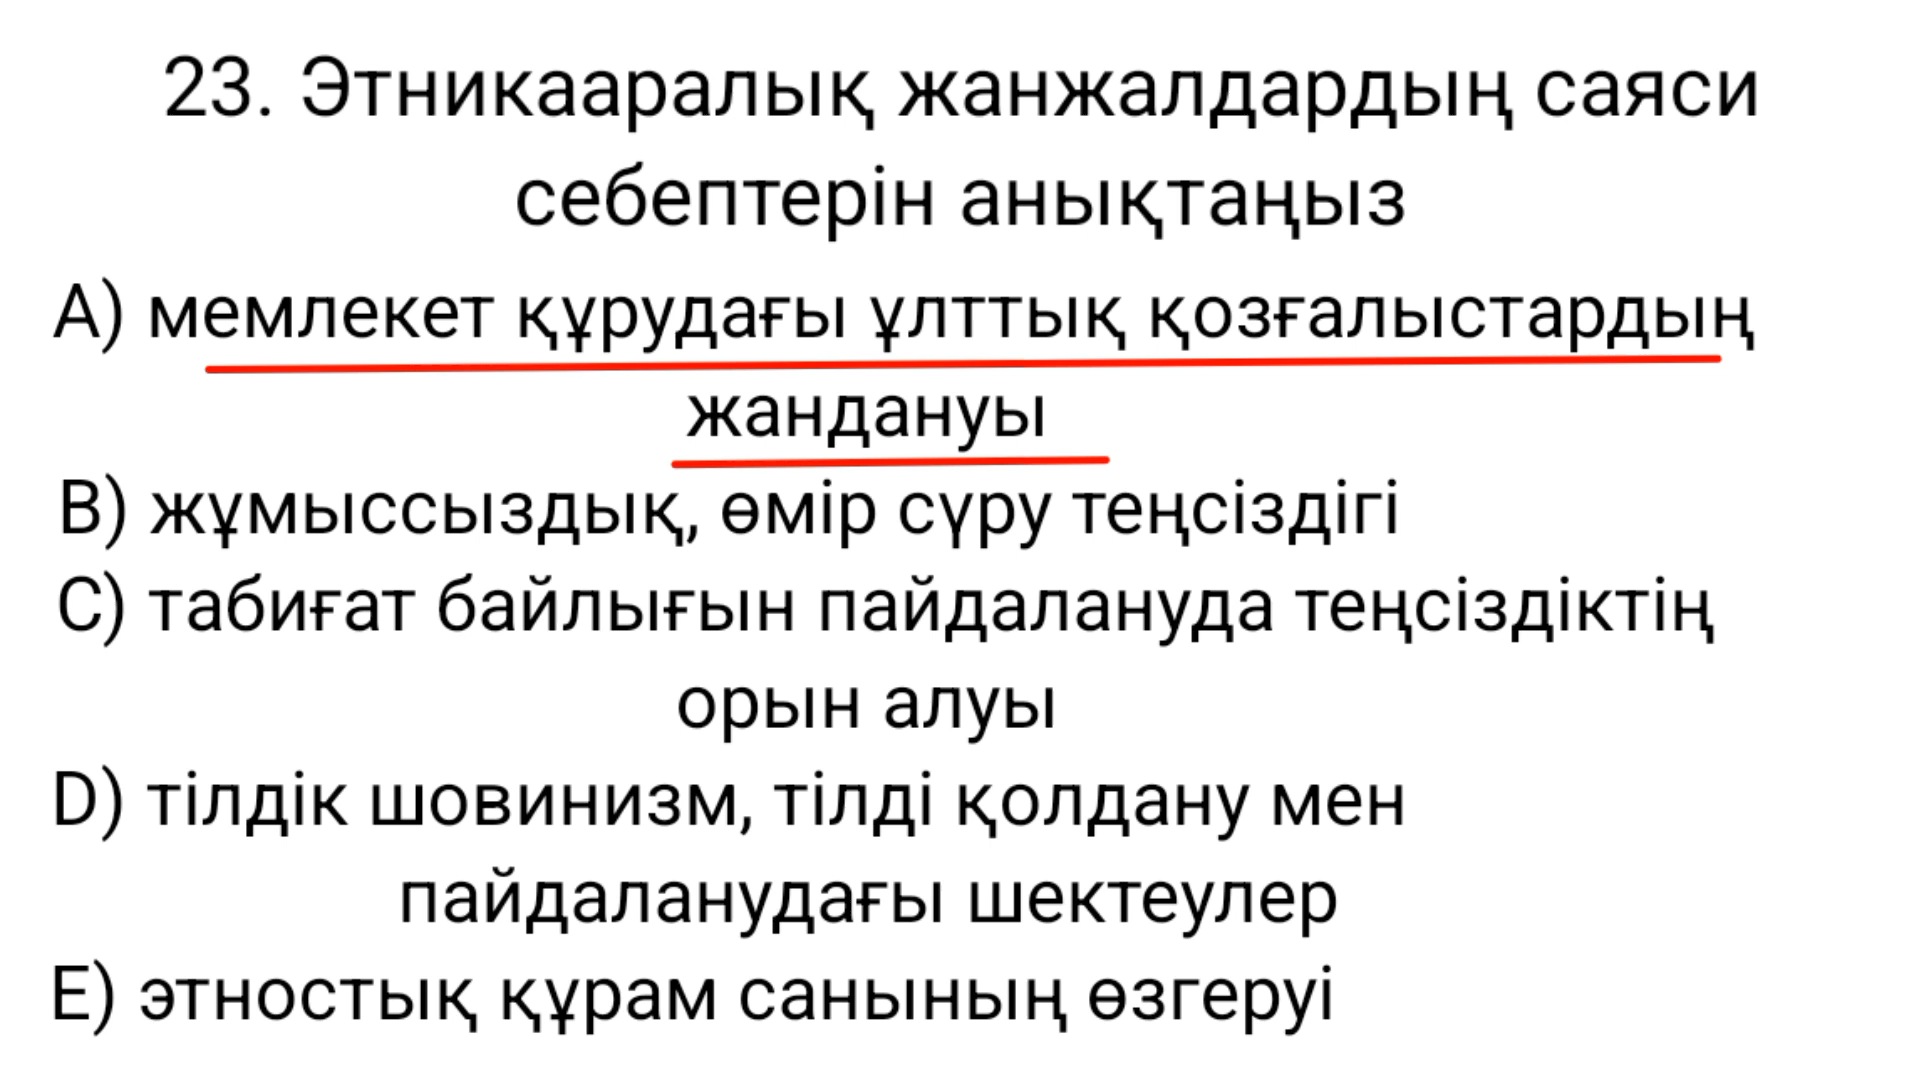 23. Этникааралық жанжалдардың саяси
себептерін анықтаңыз
A) мемлекет құрудағы ұлттық қозғалыстардың
жандануы
B) жұмыссыздық, өмір сүру теңсіздігі
C) табиғат байлығын пайдалануда теңсіздіктің
орын алуы
D) тілдік шовинизм, тілді қолдану мен
пайдаланудағы шектеулер
E) этностық құрам санының өзгеруі